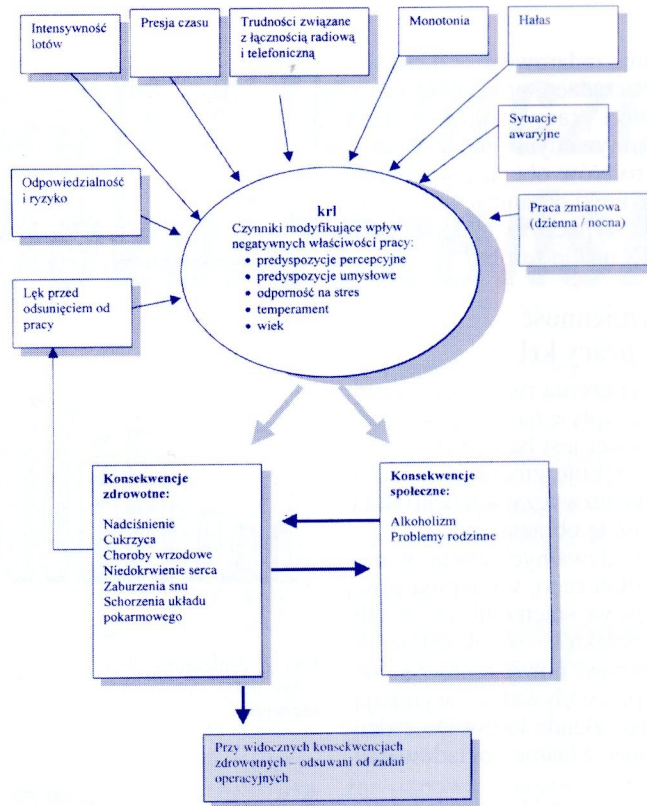 Intensywność
lotów
Presja czasu
Trudności związane
z łącznością radiową
i telefoniczną
Monotonia
Hałas
Sytuacje
awaryjne
Odpowiedzialność
i ryzyko
Praca zmianowa
(dzienna / nocna)
Lęk przed
odsunięciem od
pracy
krl
Czynniki modyfikujące wpływ
negatywnych właściwości pracy:
• predyspozycje percepcyjne
• predyspozycje umysłowe
• odporność na stres
• temperament
• wiek
Konsekwencje
zdrowotne:
Nadciśnienie
Cukrzyca
Choroby wrzodowe
Niedokrwienie serca
Zaburzenia snu
Schorzenia układu
pokarmowego
Konsekwencje
społeczne:
Alkoholizm
Problemy rodzinne
Przy widocznych konsekwencjach
zdrowotnych – odsuwani od zadań
operacyjnych